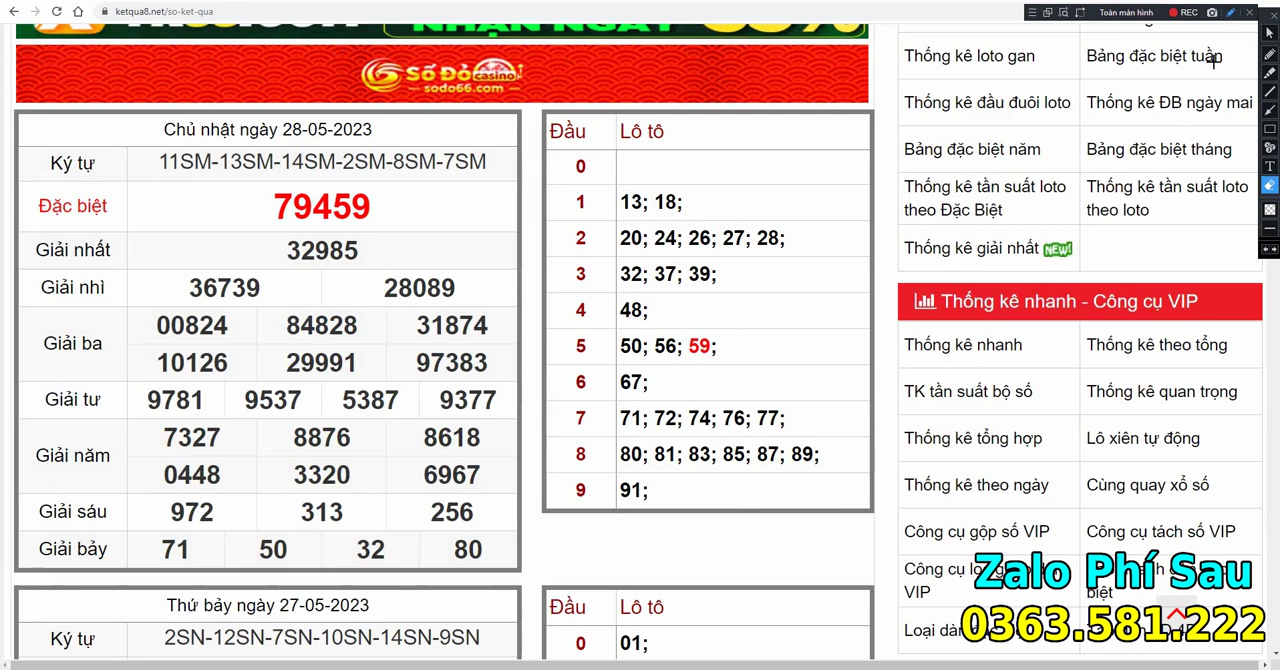 ketqua8.net/so-ket-qua
Toàn màn hình
REC
Số Đỏ casino
sodo66.com
Chủ nhật ngày 28-05-2023
Ký tự 11SM-13SM-14SM-2SM-8SM-7SM
Đặc biệt 79459
Giải nhất 32985
Giải nhì 36739 28089
Giải ba 00824 84828 31874
10126 29991 97383
Giải tư 9781 9537 5387 9377
Giải năm 7327 8876 8618
0448 3320 6967
Giải sáu 972 313 256
Giải bảy 71 50 32 80
Thứ bảy ngày 27-05-2023
Ký tự 2SN-12SN-7SN-10SN-14SN-9SN
Đầu Lô tô
0
1 13; 18;
2 20; 24; 26; 27; 28;
3 32; 37; 39;
4 48;
5 50; 56; 59;
6 67;
7 71; 72; 74; 76; 77;
8 80; 81; 83; 85; 87; 89;
9 91;
Đầu Lô tô
0 01;
Thống kê loto gan Bảng đặc biệt tuần
Thống kê đầu đuôi loto Thống kê ĐB ngày mai
Bảng đặc biệt năm Bảng đặc biệt tháng
Thống kê tần suất loto theo Đặc Biệt Thống kê tần suất loto theo loto
Thống kê giải nhất NEW!
Thống kê nhanh - Công cụ VIP
Thống kê nhanh Thống kê theo tổng
TK tần suất bộ số Thống kê quan trọng
Thống kê tổng hợp Lô xiên tự động
Thống kê theo ngày Cùng quay xổ số
Công cụ gộp số VIP Công cụ tách số VIP
Công cụ
VIP biệt
Loại
Zalo Phí Sau
0363.581.222